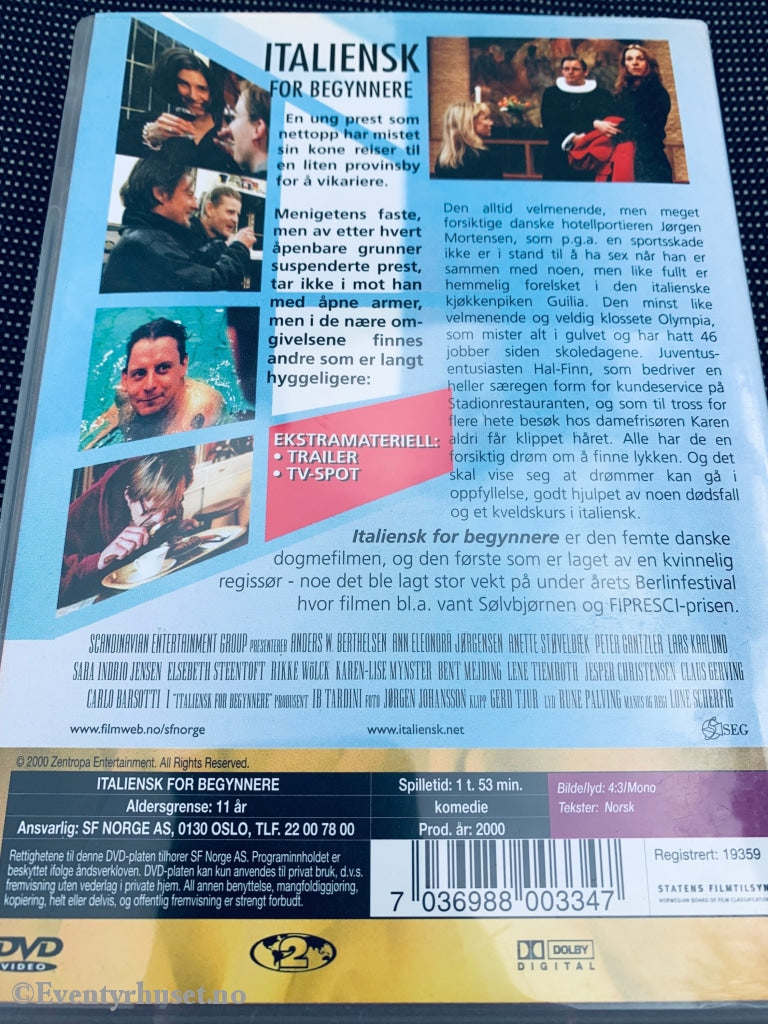 ITALIENSK
FOR BEGYNNERE
En ung prest som
nettopp har mistet
sin kone reiser til
en liten provinsby
for å vikariere.
Menigetens faste,
men av etter hvert
åpenbare grunner
suspenderte prest,
tar ikke i mot han
med åpne armer,
men i de nære om-
givelsene finnes
andre som er langt
hyggeligere:
EKSTRAMATERIELL:
• TRAILER
• TV-SPOT
Den alltid velmenende, men meget
forsiktige danske hotellportieren Jørgen
Mortensen, som p.g.a. en sportsskade
ikke er i stand til å ha sex når han er
sammen med noen, men like fullt er
hemmelig forelsket i den italienske
kjøkkenpiken Guilia. Den minst like
velmenende og veldig klossete Olympia,
som mister alt i gulvet og har hatt 46
jobber siden skoledagene. Juventus-
entusiasten Hal-Finn, som bedriver en
heller særegen form for kundeservice på
Stadionrestauranten, og som til tross for
flere hete besøk hos damefrisøren Karen
aldri får klippet håret. Alle har de en
forsiktig drøm om å finne lykken. Og det
skal vise seg at drømmer kan gå i
oppfyllelse, godt hjulpet av noen dødsfall
og et kveldskurs i italiensk.
Italiensk for begynnere er den femte danske
dogmefilmen, og den første som er laget av en kvinnelig
regissør - noe det ble lagt stor vekt på under årets Berlinfestival
hvor filmen bl.a. vant Sølvbjørnen og FIPRESCI-prisen.
SCANDINAVIAN ENTERTAINMENT GROUP PRESENTERER ANDERS W. BERTHELSEN ANN ELEONORA JØRGENSEN ANETTE STØVELBÆK PETER GANTZLER LARS KAALUND
SARA INDRIO JENSEN ELSEBETH STEENTOFT RIKKE WÖLCK KAREN-LISE MYNSTER BENT MEJDING LENE TIEMROTH JESPER CHRISTENSEN CLAUS GERVING
CARLO BARSOTTI I "ITALIENSK FOR BEGYNNERE" PRODUSENT IB TARDINI FOTO JØRGEN JOHANSSON KLIPP GERD TJUR LYD RUNE PALVING MANUS OG REGI LONE SCHERFIG
www.filmweb.no/sfnorge
www.italiensk.net
SEG
© 2000 Zentropa Entertainment. All Rights Reserved.
ITALIENSK FOR BEGYNNERE
Aldersgrense: 11 år
Ansvarlig: SF NORGE AS, 0130 OSLO, TLF. 22 00 78 00
Spilletid: 1 t. 53 min.
komedie
Prod. år: 2000
Bilde/lyd: 4:3/Mono
Tekster: Norsk
Rettighetene til denne DVD-platen tilhører SF Norge AS. Programinnholdet er
beskyttet ifølge åndsverkloven. DVD-platen kan kun anvendes til privat bruk, d.v.s.
fremvisning uten vederlag i private hjem. All annen benyttelse, mangfoldiggjoring,
kopiering, helt eller delvis, og offentlig fremvisning er strengt forbudt.
7 036988 003347
Registrert: 19359
STATENS FILMTILSYN
NORWEGIAN BOARD OF FILM CLASSIFICATION
DVD
VIDEO
2
DOLBY
DIGITAL
©Eventyrhuset.no